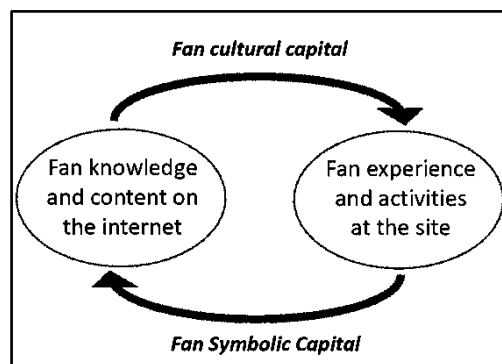 Fan cultural capital
Fan knowledge
and content on
the internet
Fan experience
and activities
at the site
Fan Symbolic Capital